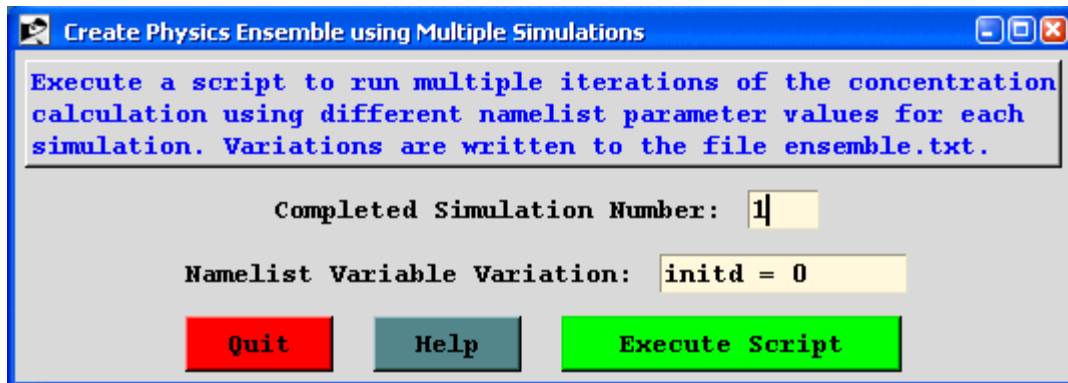 Create Physics Ensemble using Multiple Simulations
Execute a script to run multiple iterations of the concentration
calculation using different namelist parameter values for each
simulation. Variations are written to the file ensemble.txt.
Completed Simulation Number: 1
Namelist Variable Variation: initd = 0
Quit Help Execute Script